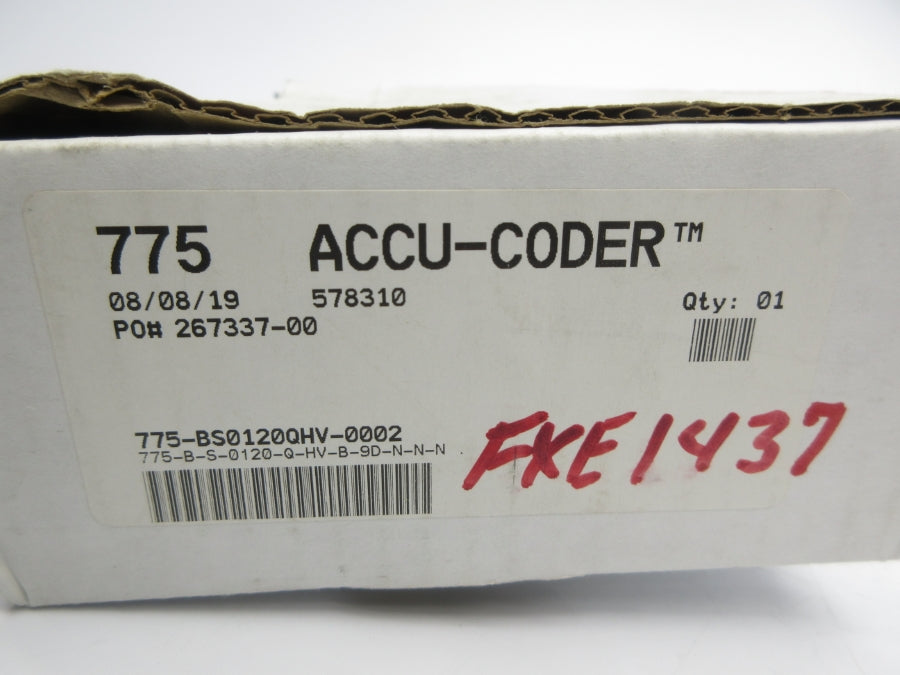 775 ACCU-CODER™
08/08/19 578310 Qty: 01
PO# 267337-00
775-BS0120QHV-0002
775-B-S-0120-Q-HV-B-9D-N-N-N
FXE1437